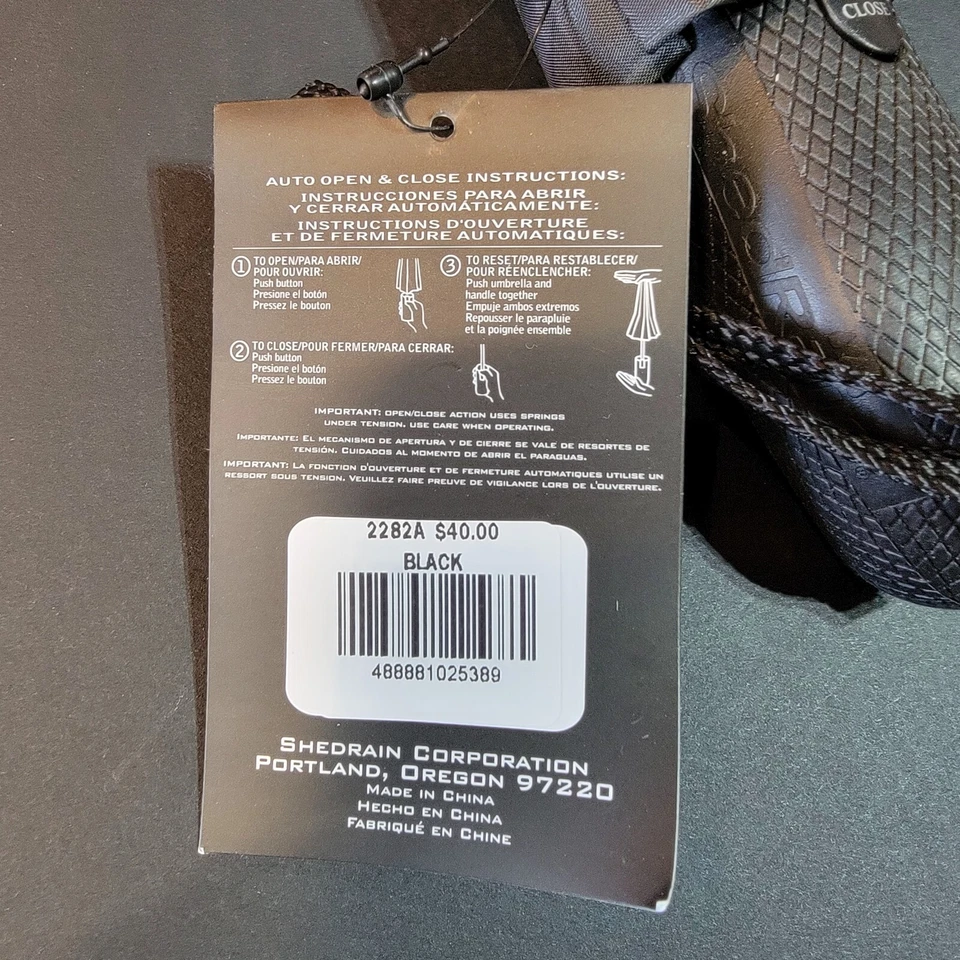 CLOSE
AUTO OPEN & CLOSE INSTRUCTIONS:
INSTRUCCIONES PARA ABRIR
Y CERRAR AUTOMÁTICAMENTE:
INSTRUCTIONS D'OUVERTURE
ET DE FERMETURE AUTOMATIQUES:
1 TO OPEN/PARA ABRIR/
POUR OUVRIR:
Push button
Presione el botón
Pressez le bouton
2 TO CLOSE/POUR FERMER/PARA CERRAR:
Push button
Presione el botón
Pressez le bouton
3 TO RESET/PARA RESTABLECER/
POUR RÉENCLENCHER:
Push umbrella and
handle together
Empuje ambos extremos
Repousser le parapluie
et la poignée ensemble
IMPORTANT: OPEN/CLOSE ACTION USES SPRINGS
UNDER TENSION. USE CARE WHEN OPERATING.
IMPORTANTE: EL MECANISMO DE APERTURA Y DE CIERRE SE VALE DE RESORTES DE
TENSIÓN. CUIDADOS AL MOMENTO DE ABRIR EL PARAGUAS.
IMPORTANT: LA FONCTION D'OUVERTURE ET DE FERMETURE AUTOMATIQUES UTILISE UN
RESSORT SOUS TENSION. VEUILLEZ FAIRE PREUVE DE VIGILANCE LORS DE L'OUVERTURE.
2282A $40.00
BLACK
488881025389
SHEDRAIN CORPORATION
PORTLAND, OREGON 97220
MADE IN CHINA
HECHO EN CHINA
FABRIQUÉ EN CHINE